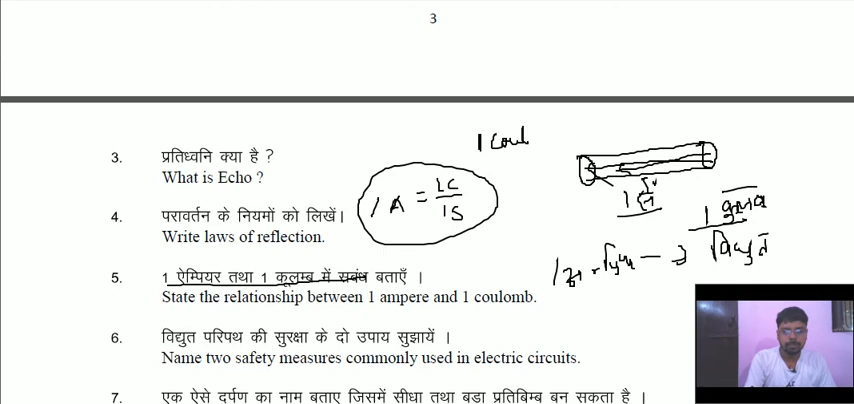 3
3. प्रतिध्वनि क्या है ?
What is Echo ?
4. परावर्तन के नियमों को लिखें।
Write laws of reflection.
5. 1 ऐम्पियर तथा 1 कूलम्ब में सबंध बताएँ ।
State the relationship between 1 ampere and 1 coulomb.
6. विद्युत परिपथ की सुरक्षा के दो उपाय सुझायें ।
Name two safety measures commonly used in electric circuits.
7. एक ऐसे दर्पण का नाम बताए जिसमें सीधा तथा बडा प्रतिबिम्ब बन सकता है ।
1 Coul
1 A = 1C
1S